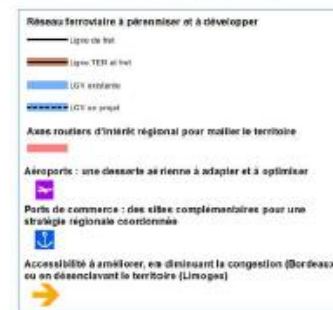 Réseau ferroviaire à pérenniser et à développer
Ligne de fret
Ligne TER et fret
LGV existante
LGV en projet
Axes routiers d'intérêt régional pour mailler le territoire
Aéroports : une desserte aérienne à adapter et à optimiser
Ports de commerce : des sites complémentaires pour une
stratégie régionale coordonnée
Accessibilité à améliorer, en diminuant la congestion (Bordeaux
ou en désenclavant le territoire (Limoges)